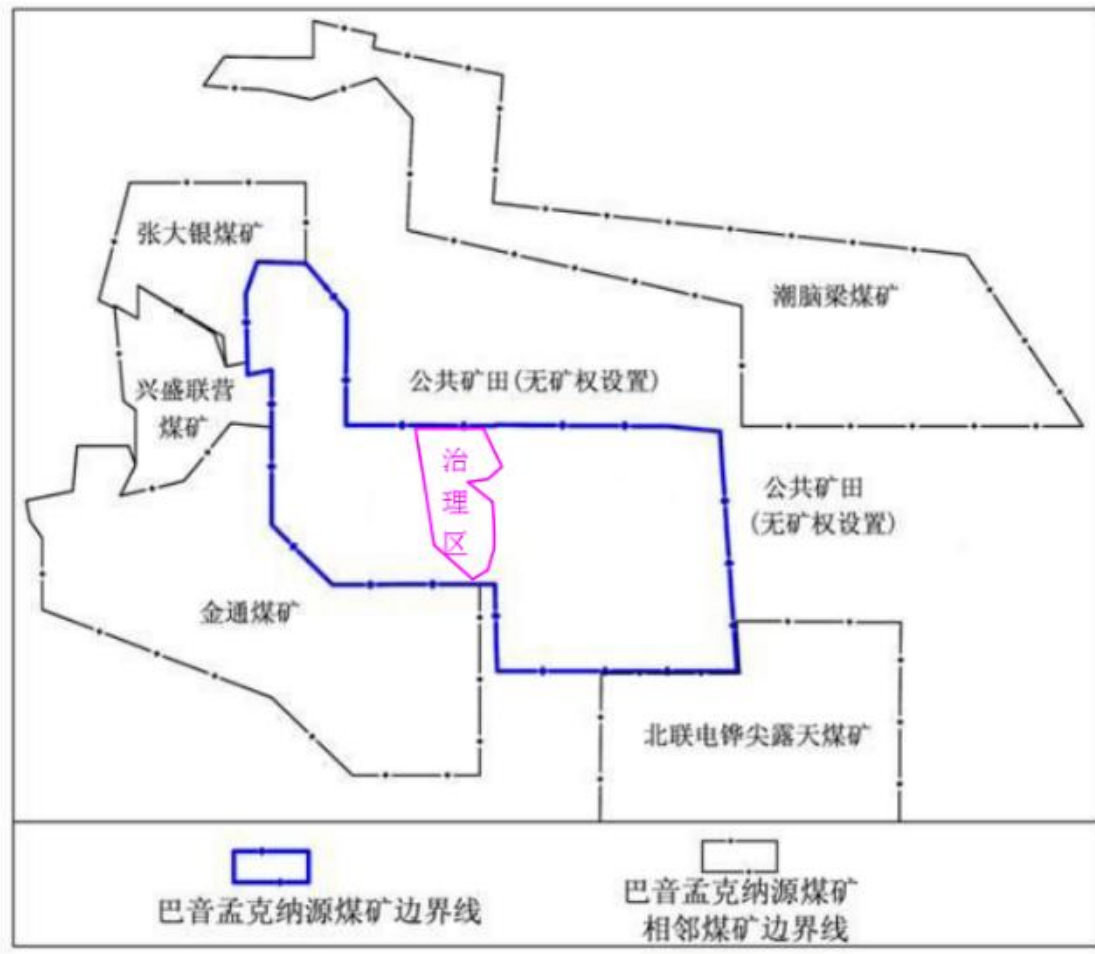 张大银煤矿
潮脑梁煤矿
兴盛联营
煤矿
公共矿田(无矿权设置)
治
理
区
公共矿田
(无矿权设置)
金通煤矿
北联电铧尖露天煤矿
巴音孟克纳源煤矿边界线
巴音孟克纳源煤矿
相邻煤矿边界线